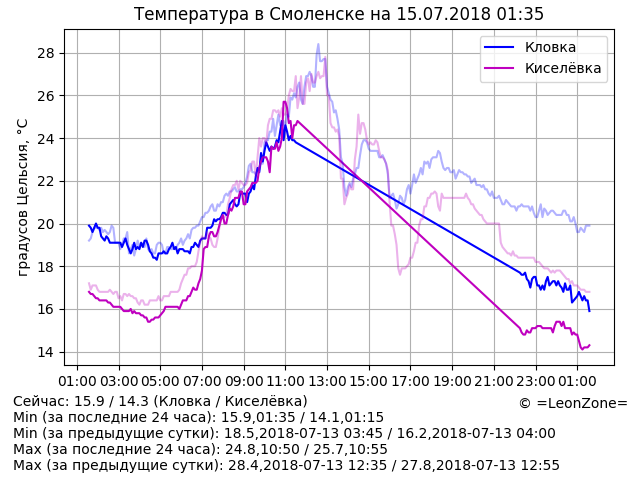 Температура в Смоленске на 15.07.2018 01:35
Кловка
Киселёвка
градусов Цельсия, °C
28
26
24
22
20
18
16
14
01:00 03:00 05:00 07:00 09:00 11:00 13:00 15:00 17:00 19:00 21:00 23:00 01:00
Сейчас: 15.9 / 14.3 (Кловка / Киселёвка)
© =LeonZone=
Min (за последние 24 часа): 15.9,01:35 / 14.1,01:15
Min (за предыдущие сутки): 18.5,2018-07-13 03:45 / 16.2,2018-07-13 04:00
Max (за последние 24 часа): 24.8,10:50 / 25.7,10:55
Max (за предыдущие сутки): 28.4,2018-07-13 12:35 / 27.8,2018-07-13 12:55